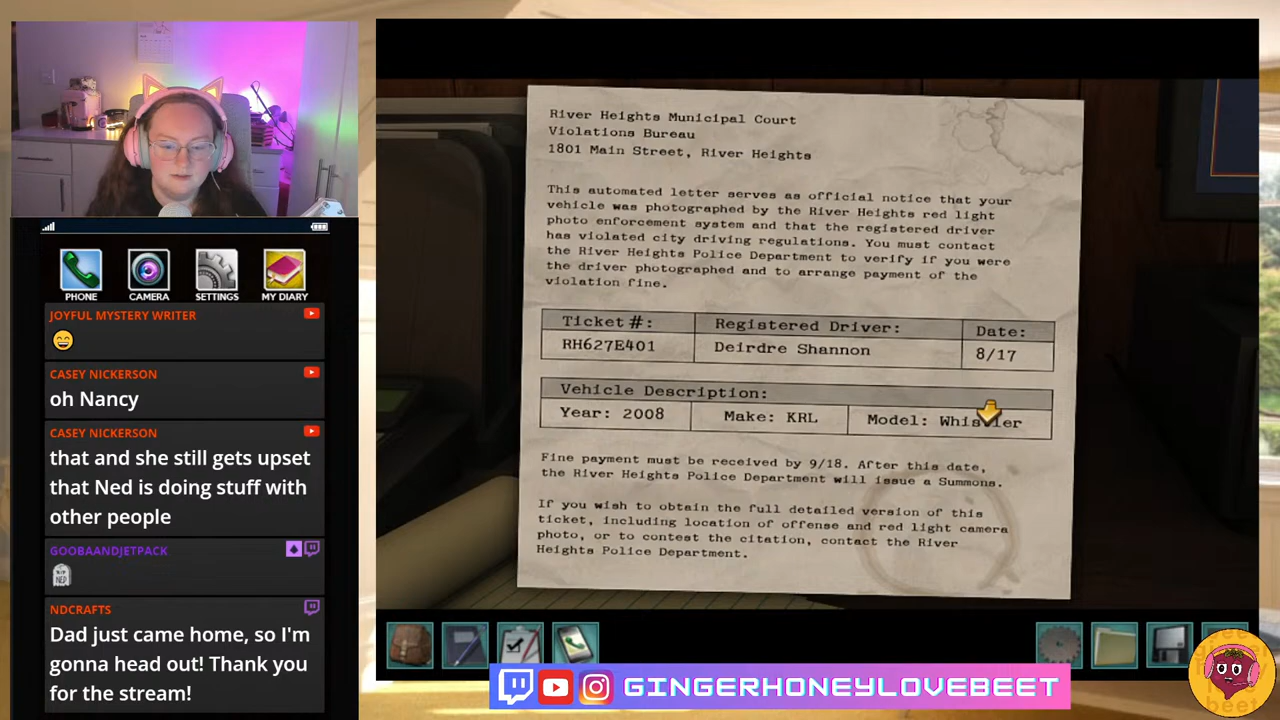 PHONE
CAMERA
SETTINGS
MY DIARY
JOYFUL MYSTERY WRITER
CASEY NICKERSON
oh Nancy
CASEY NICKERSON
that and she still gets upset
that Ned is doing stuff with
other people
GOOBAANDJETPACK
NDCRAFTS
Dad just came home, so I'm
gonna head out! Thank you
for the stream!
River Heights Municipal Court
Violations Bureau
1801 Main Street, River Heights
This automated letter serves as official notice that your
vehicle was photographed by the River Heights red light
photo enforcement system and that the registered driver
has violated city driving regulations. You must contact
the River Heights Police Department to verify if you were
the driver photographed and to arrange payment of the
violation fine.
Ticket #: Registered Driver: Date:
RH627E401 Deirdre Shannon 8/17
Vehicle Description:
Year: 2008 Make: KRL Model: Whistler
Fine payment must be received by 9/18. After this date,
the River Heights Police Department will issue a Summons.
If you wish to obtain the full detailed version of this
ticket, including location of offense and red light camera
photo, or to contest the citation, contact the River
Heights Police Department.
GINGERHONEYLOVEBEET